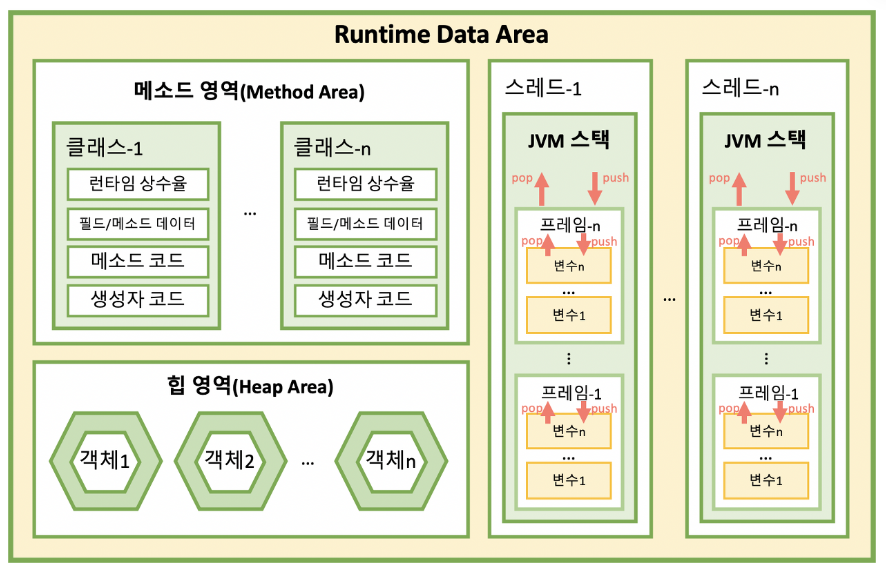 Runtime Data Area
메소드 영역(Method Area)
클래스-1
런타임 상수율
필드/메소드 데이터
메소드 코드
생성자 코드
...
클래스-n
런타임 상수율
필드/메소드 데이터
메소드 코드
생성자 코드
힙 영역(Heap Area)
객체1
객체2
...
객체n
스레드-1
JVM 스택
pop
push
프레임-n
pop
push
변수n
...
변수1
...
프레임-1
pop
push
변수n
...
변수1
...
스레드-n
JVM 스택
pop
push
프레임-n
pop
push
변수n
...
변수1
...
프레임-1
pop
push
변수n
...
변수1